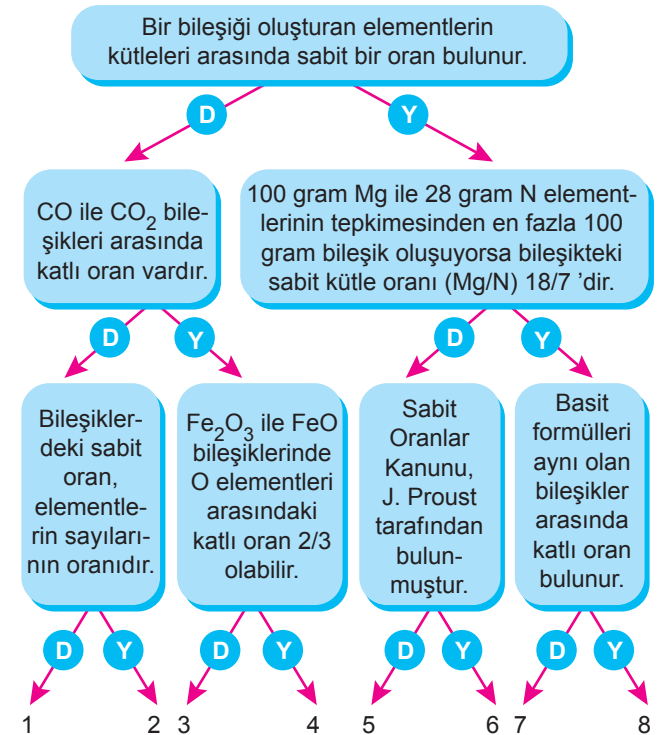 Bir bileşiği oluşturan elementlerin
kütleleri arasında sabit bir oran bulunur.
D
Y
CO ile CO₂ bile-
şikleri arasında
katlı oran vardır.
100 gram Mg ile 28 gram N element-
lerinin tepkimesinden en fazla 100
gram bileşik oluşuyorsa bileşikteki
sabit kütle oranı (Mg/N) 18/7 ’dir.
D
Y
D
Y
Bileşikler-
deki sabit
oran,
elementle-
rin sayıları-
nın oranıdır.
Fe₂O₃ ile FeO
bileşiklerinde
O elementleri
arasındaki
katlı oran 2/3
olabilir.
Sabit
Oranlar
Kanunu,
J. Proust
tarafından
bulun-
muştur.
Basit
formülleri
aynı olan
bileşikler
arasında
katlı oran
bulunur.
D
Y
D
Y
D
Y
D
Y
1
2
3
4
5
6
7
8